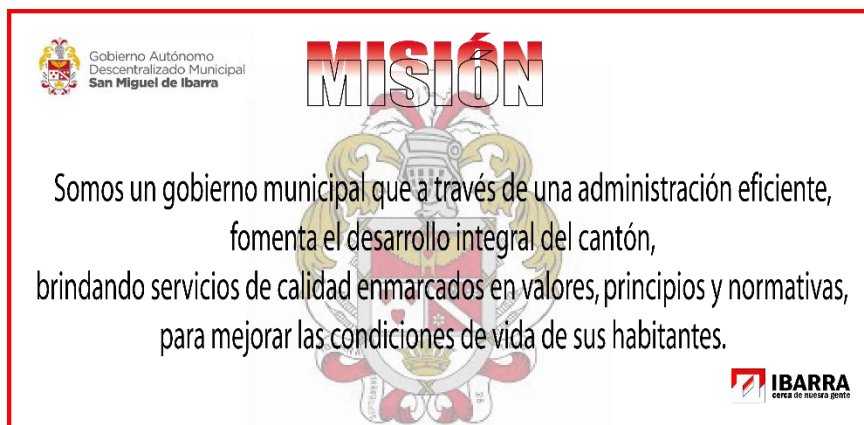 Gobierno Autónomo
Descentralizado Municipal
San Miguel de Ibarra
MISIÓN
Somos un gobierno municipal que a través de una administración eficiente,
fomenta el desarrollo integral del cantón,
brindando servicios de calidad enmarcados en valores, principios y normativas,
para mejorar las condiciones de vida de sus habitantes.
IBARRA
cerca de nuesra gente